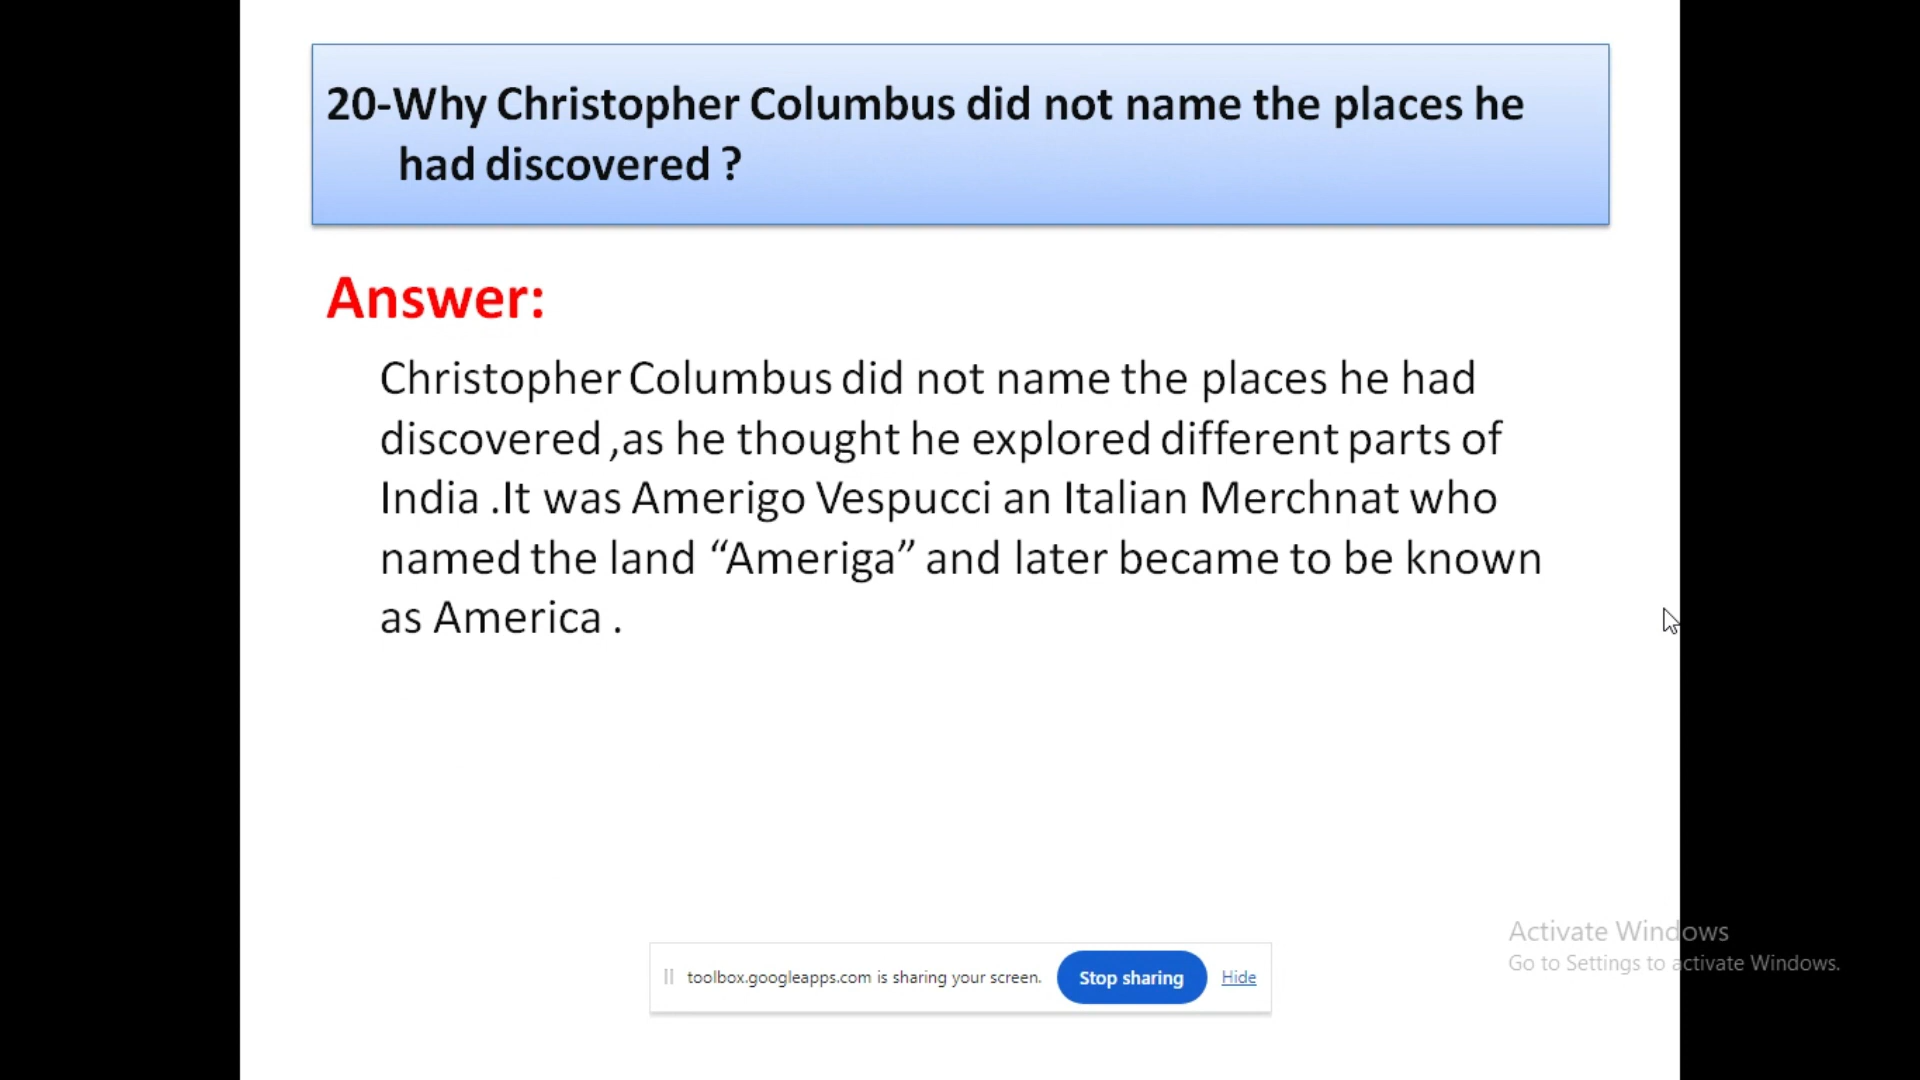 20-Why Christopher Columbus did not name the places he
had discovered ?
Answer:
Christopher Columbus did not name the places he had
discovered ,as he thought he explored different parts of
India .It was Amerigo Vespucci an Italian Merchnat who
named the land “Ameriga” and later became to be known
as America .
Activate Windows
Go to Settings to activate Windows.
toolbox.googleapps.com is sharing your screen. Stop sharing Hide